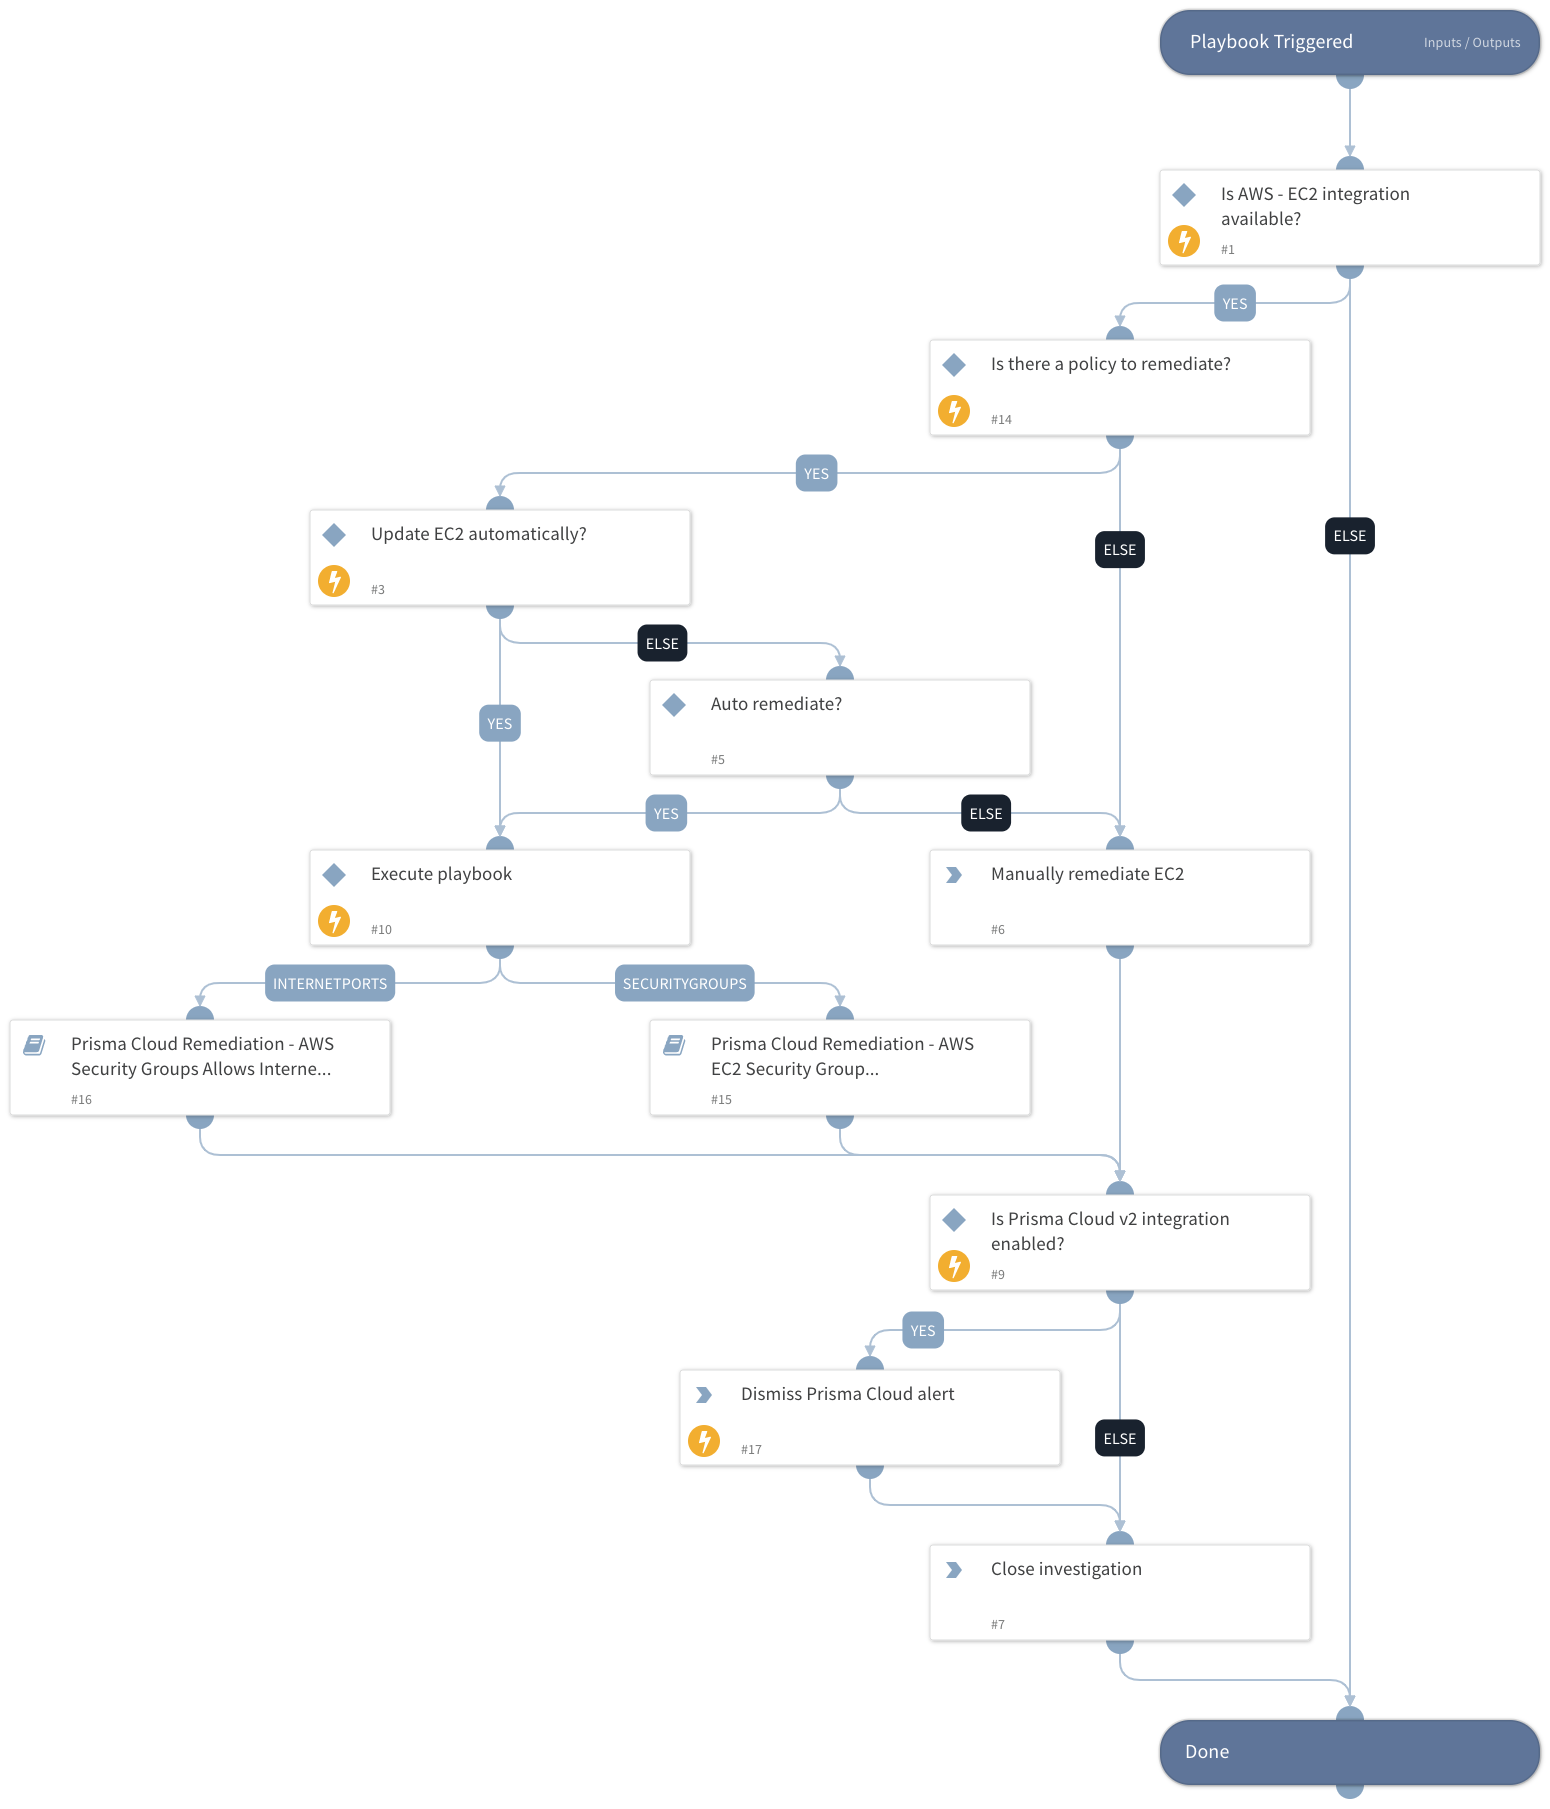 Playbook Triggered
Inputs / Outputs
Is AWS - EC2 integration
available?
#1
YES
Is there a policy to remediate?
#14
YES
Update EC2 automatically?
#3
ELSE
ELSE
ELSE
Auto remediate?
#5
YES
YES
ELSE
Execute playbook
#10
Manually remediate EC2
#6
INTERNETPORTS
SECURITYGROUPS
Prisma Cloud Remediation - AWS
Security Groups Allows Interne...
#16
Prisma Cloud Remediation - AWS
EC2 Security Group...
#15
Is Prisma Cloud v2 integration
enabled?
#9
YES
Dismiss Prisma Cloud alert
#17
ELSE
Close investigation
#7
Done